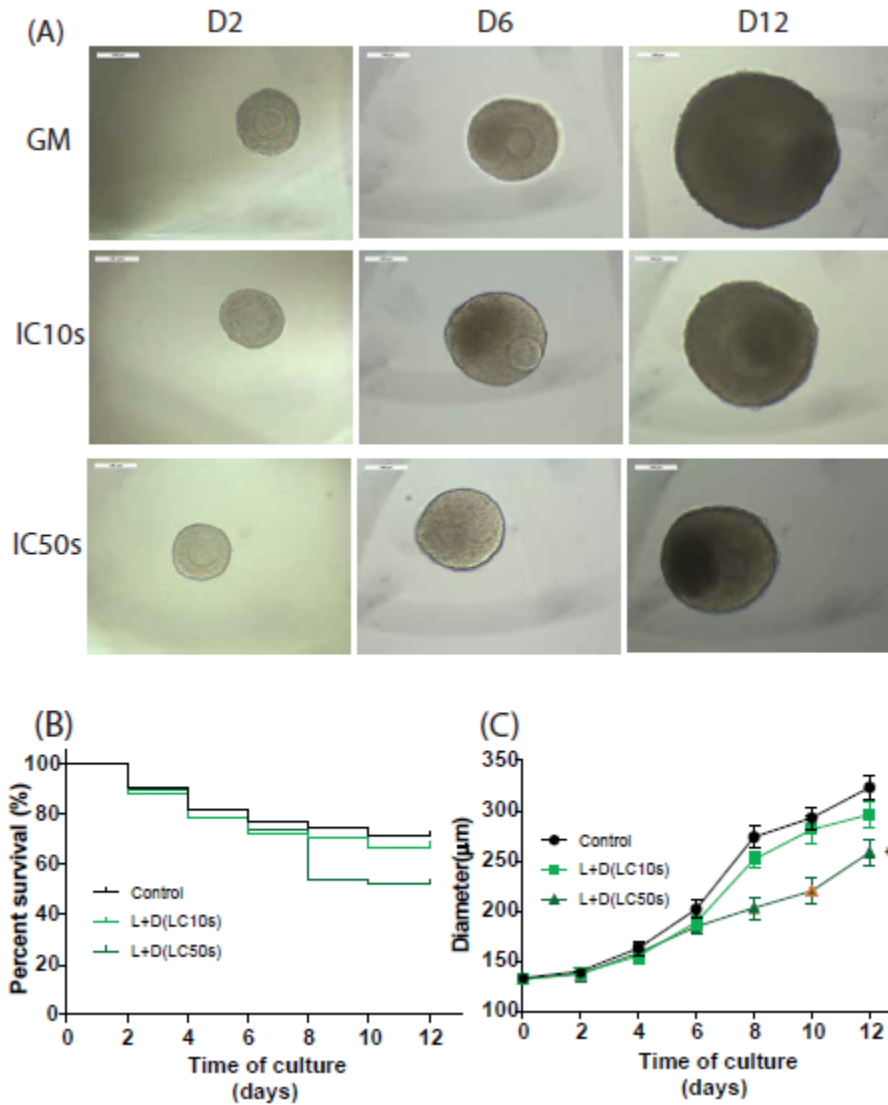 (A)
D2 D6 D12
GM
IC10s
IC50s
(B)
Percent survival (%)
100
80
60
40
20
0
Control
L+D(LC10s)
L+D(LC50s)
0 2 4 6 8 10 12
Time of culture
(days)
(C)
Diameter(µm)
350
300
250
200
150
100
Control
L+D(LC10s)
L+D(LC50s)
0 2 4 6 8 10 12
Time of culture
(days)